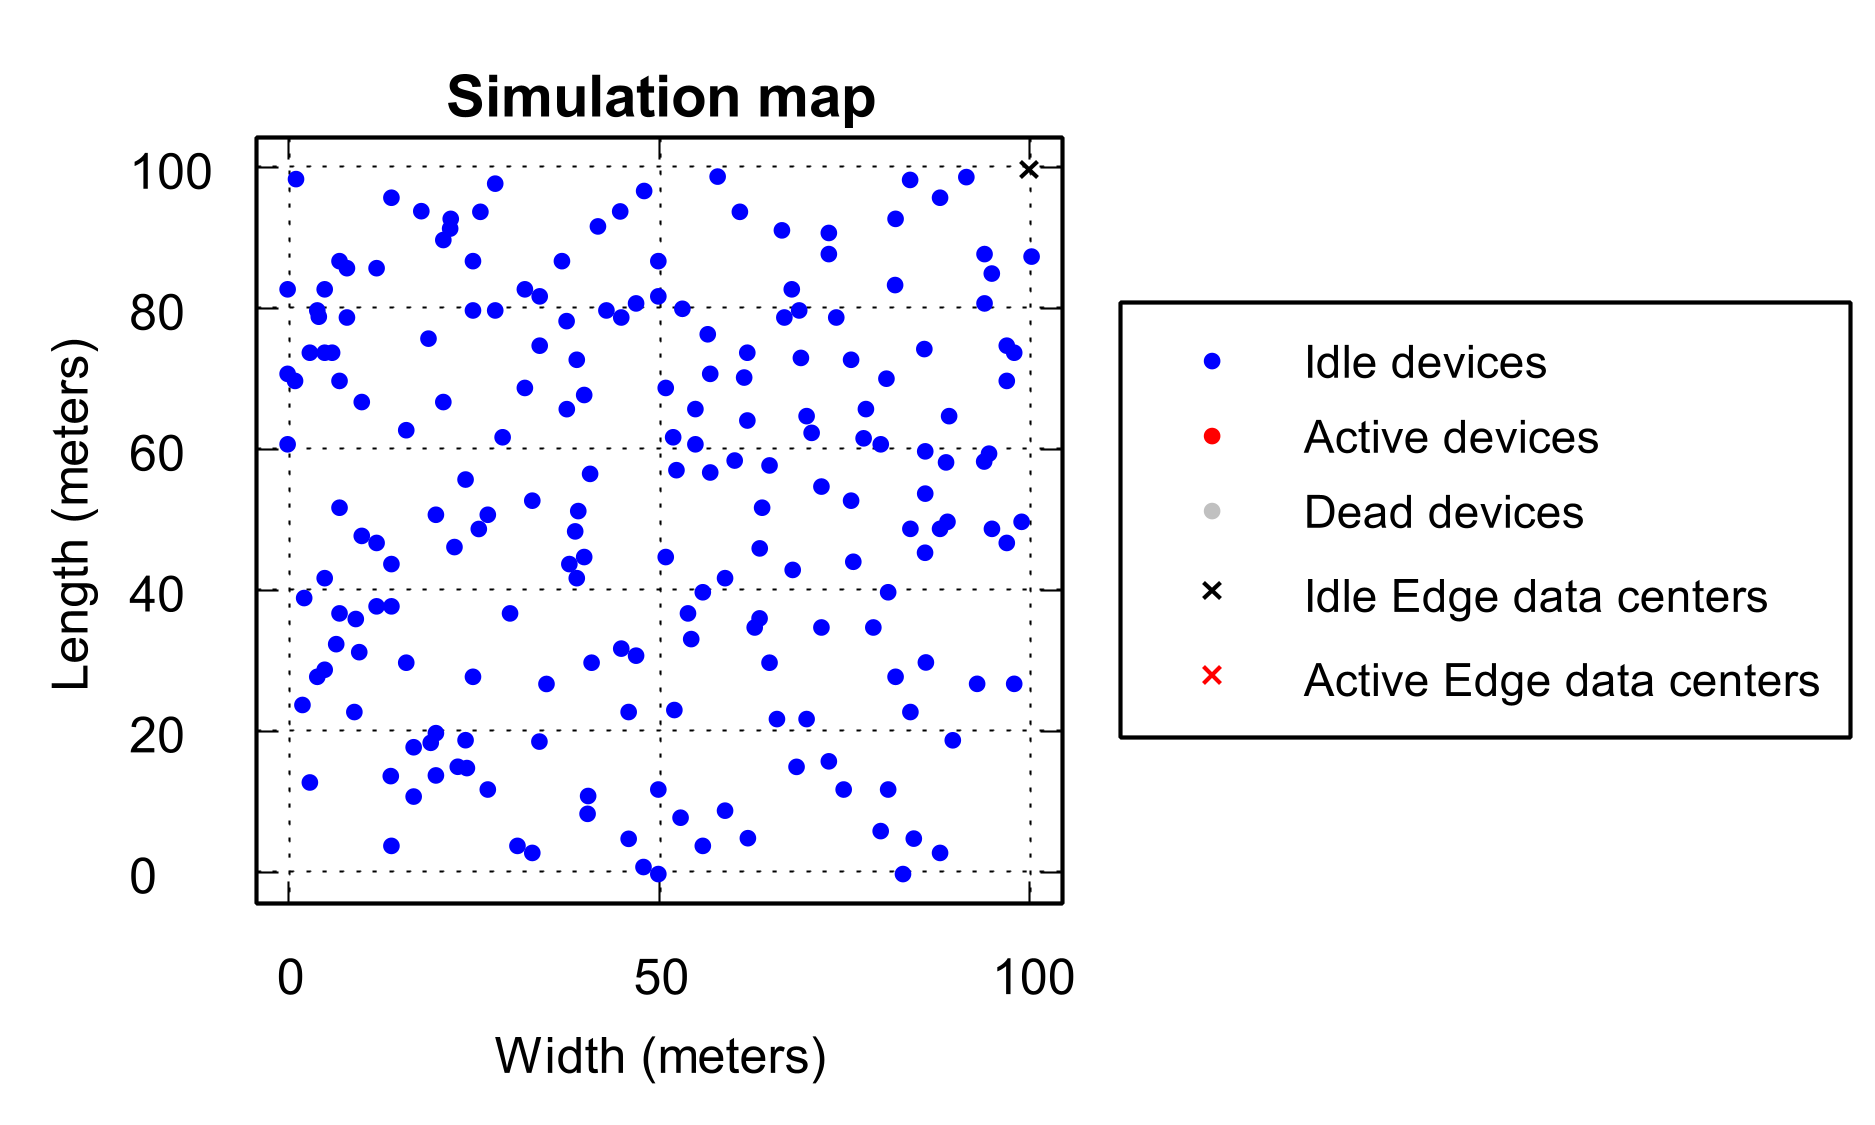 Simulation map
100
80
60
40
20
0
Length (meters)
0 50 100
Width (meters)
Idle devices
Active devices
Dead devices
Idle Edge data centers
Active Edge data centers